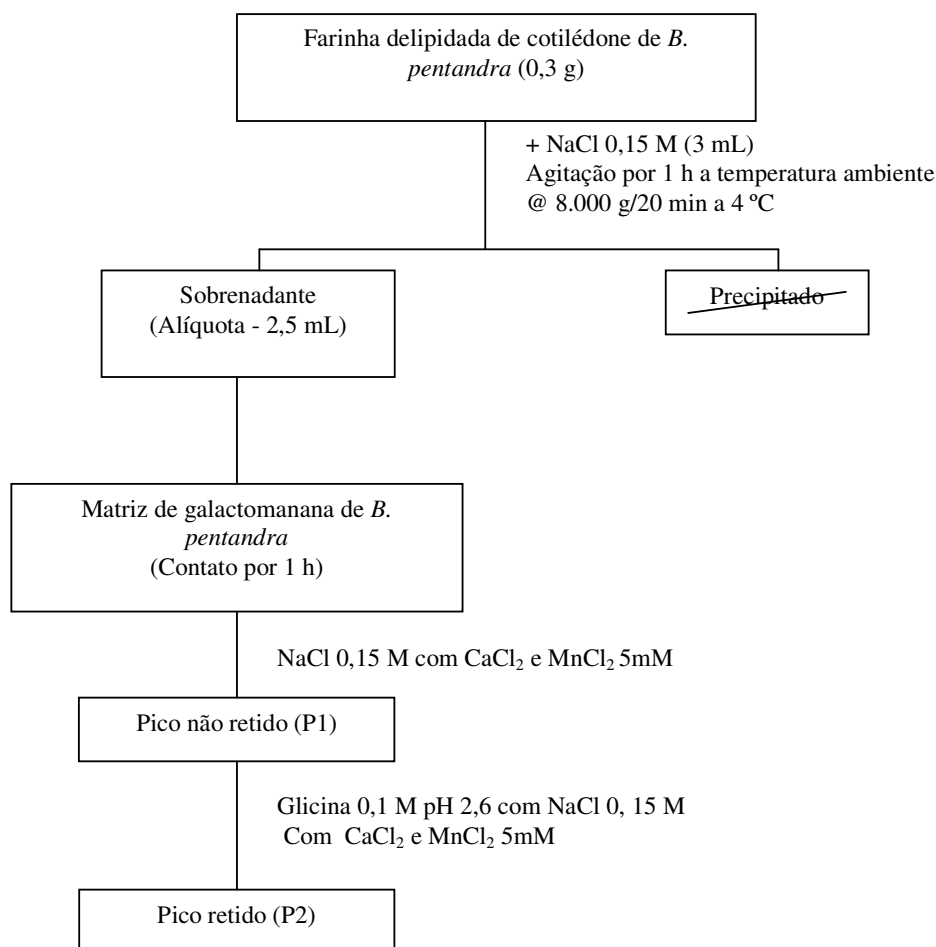 Farinha delipidada de cotilédone de B.
pentandra (0,3 g)
+ NaCl 0,15 M (3 mL)
Agitação por 1 h a temperatura ambiente
@ 8.000 g/20 min a 4 ºC
Sobrenadante
(Alíquota - 2,5 mL)
Precipitado
Matriz de galactomanana de B.
pentandra
(Contato por 1 h)
NaCl 0,15 M com CaCl₂ e MnCl₂ 5mM
Pico não retido (P1)
Glicina 0,1 M pH 2,6 com NaCl 0, 15 M
Com CaCl₂ e MnCl₂ 5mM
Pico retido (P2)